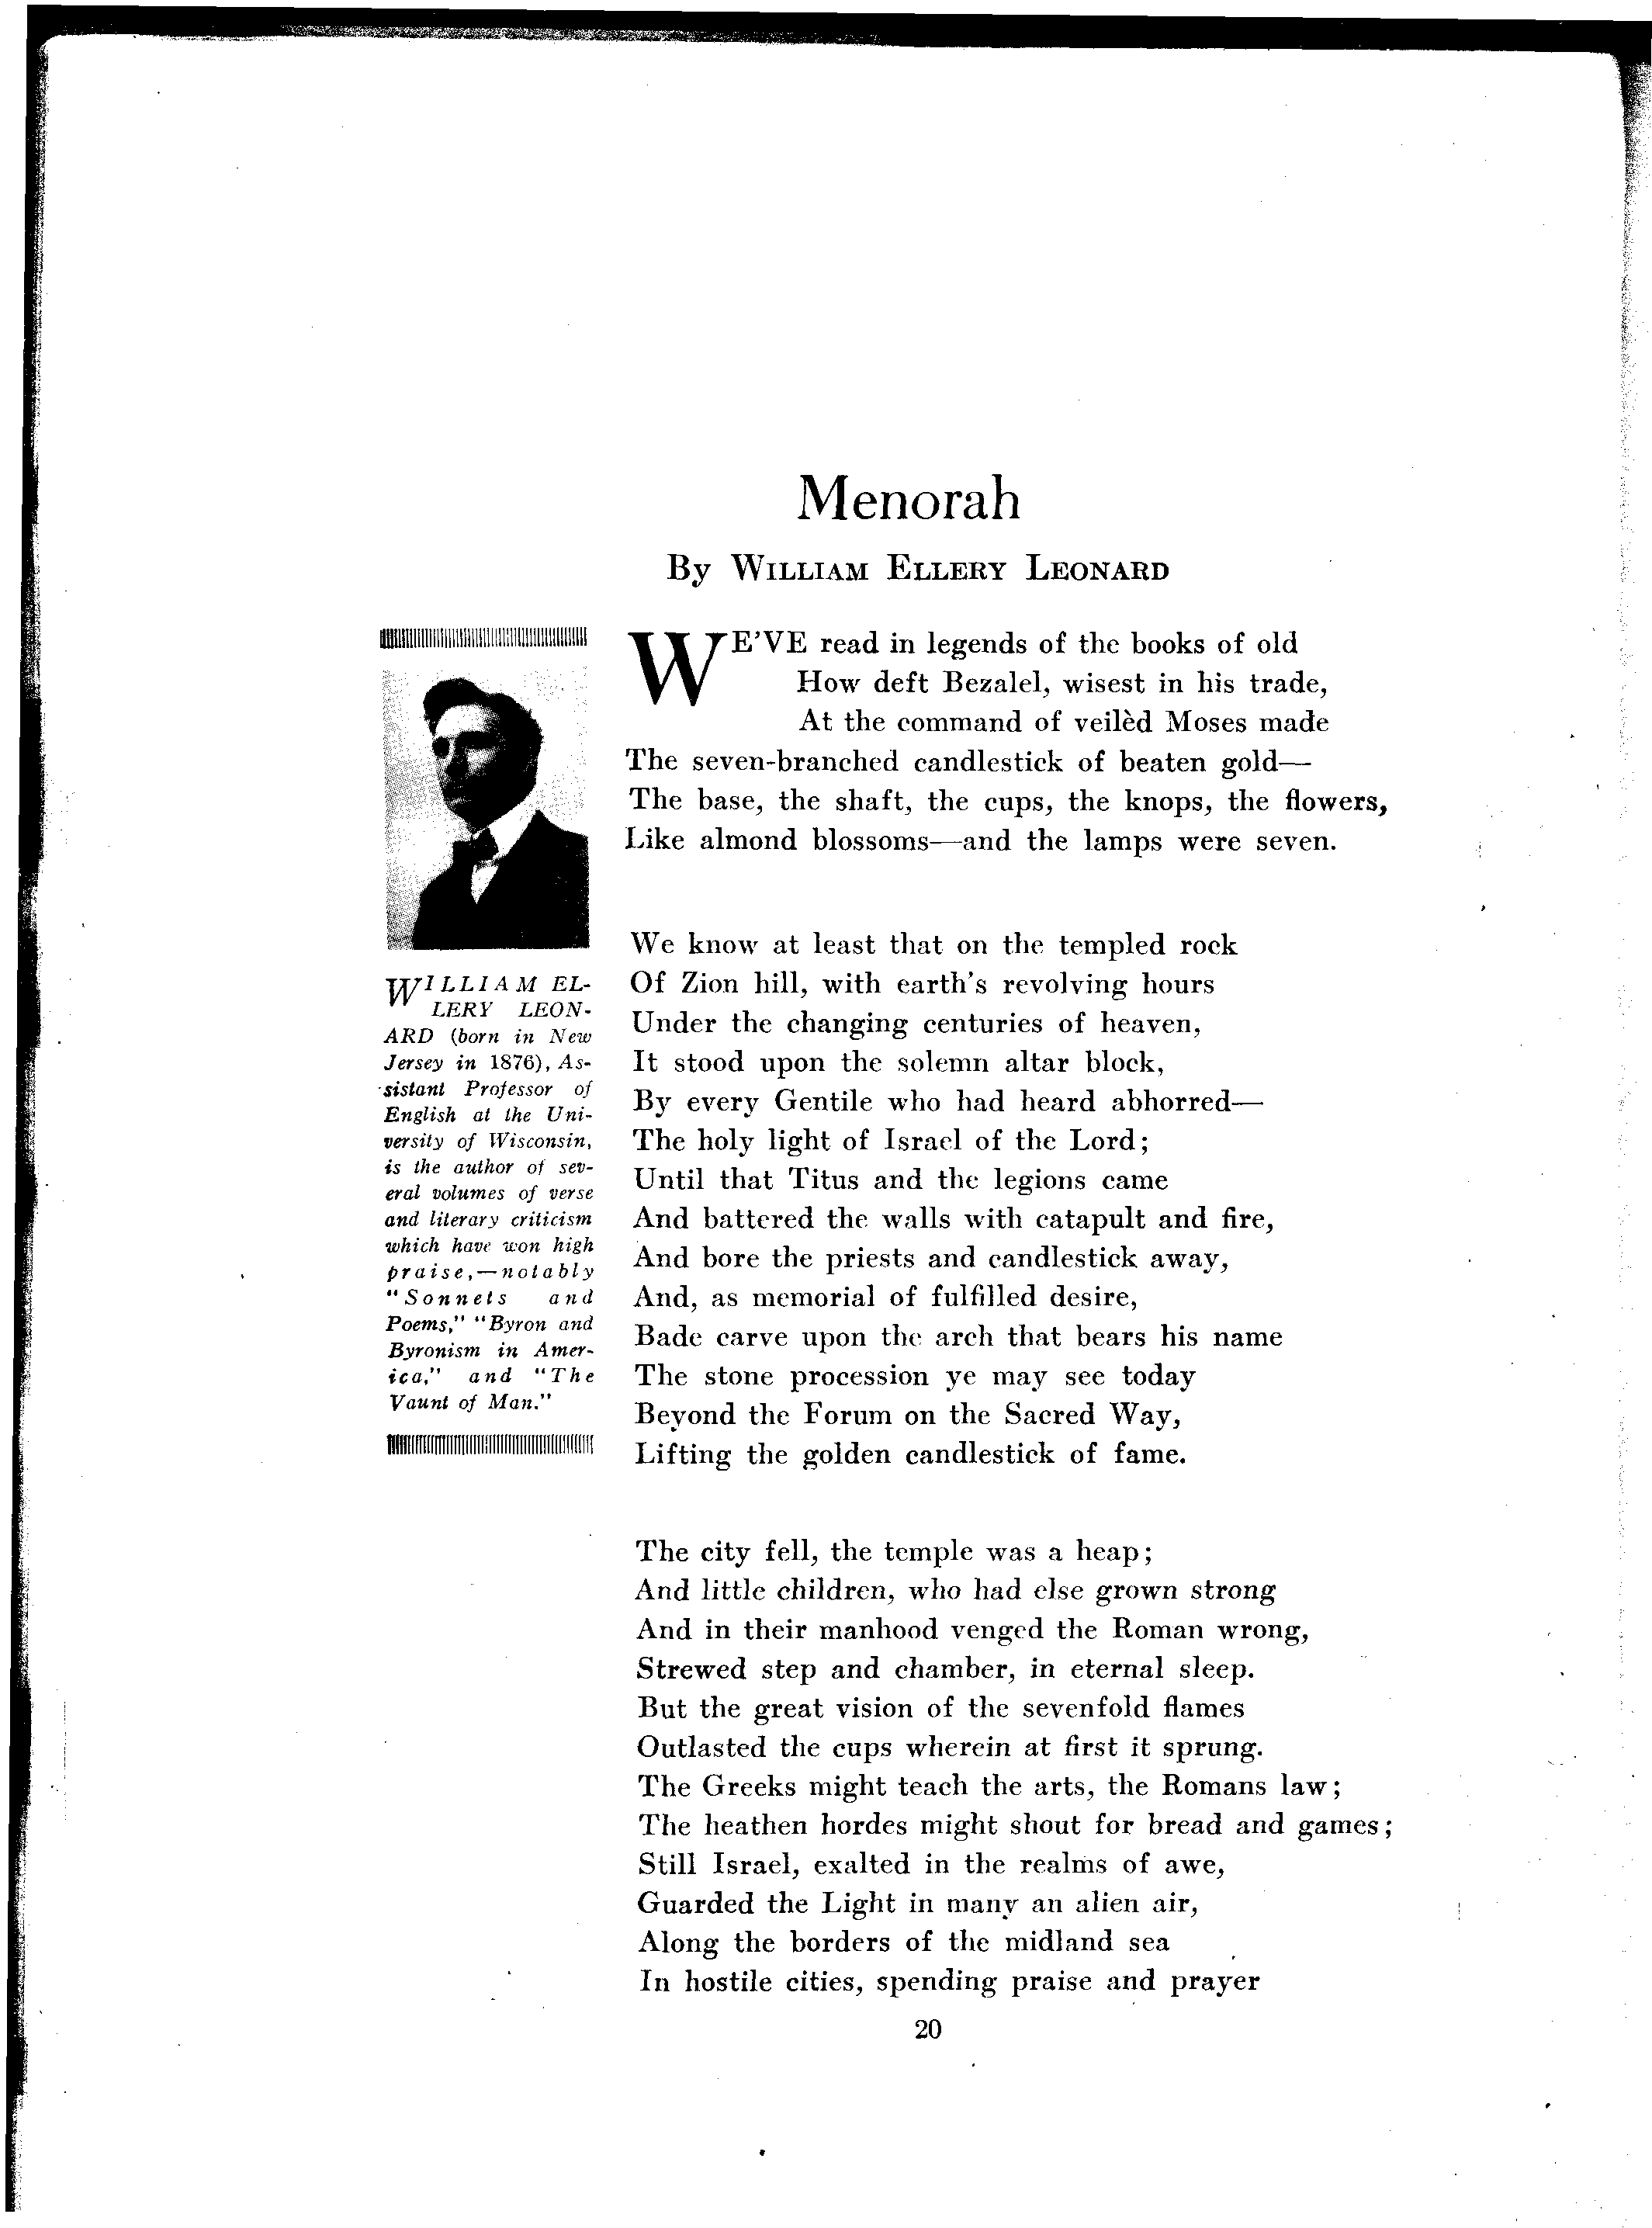 Menorah
By WILLIAM ELLERY LEONARD
WE'VE read in legends of the books of old
How deft Bezalel, wisest in his trade,
At the command of veilèd Moses made
The seven-branched candlestick of beaten gold—
The base, the shaft, the cups, the knops, the flowers,
Like almond blossoms—and the lamps were seven.
We know at least that on the templed rock
Of Zion hill, with earth's revolving hours
Under the changing centuries of heaven,
It stood upon the solemn altar block,
By every Gentile who had heard abhorred—
The holy light of Israel of the Lord;
Until that Titus and the legions came
And battered the walls with catapult and fire,
And bore the priests and candlestick away,
And, as memorial of fulfilled desire,
Bade carve upon the arch that bears his name
The stone procession ye may see today
Beyond the Forum on the Sacred Way,
Lifting the golden candlestick of fame.
The city fell, the temple was a heap;
And little children, who had else grown strong
And in their manhood venged the Roman wrong,
Strewed step and chamber, in eternal sleep.
But the great vision of the sevenfold flames
Outlasted the cups wherein at first it sprung.
The Greeks might teach the arts, the Romans law;
The heathen hordes might shout for bread and games;
Still Israel, exalted in the realms of awe,
Guarded the Light in many an alien air,
Along the borders of the midland sea
In hostile cities, spending praise and prayer
WILLIAM EL-
LERY LEON-
ARD (born in New
Jersey in 1876), As-
sistant Professor of
English at the Uni-
versity of Wisconsin,
is the author of sev-
eral volumes of verse
and literary criticism
which have won high
praise,—notably
"Sonnets and
Poems," "Byron and
Byronism in Amer-
ica," and "The
Vaunt of Man."
20